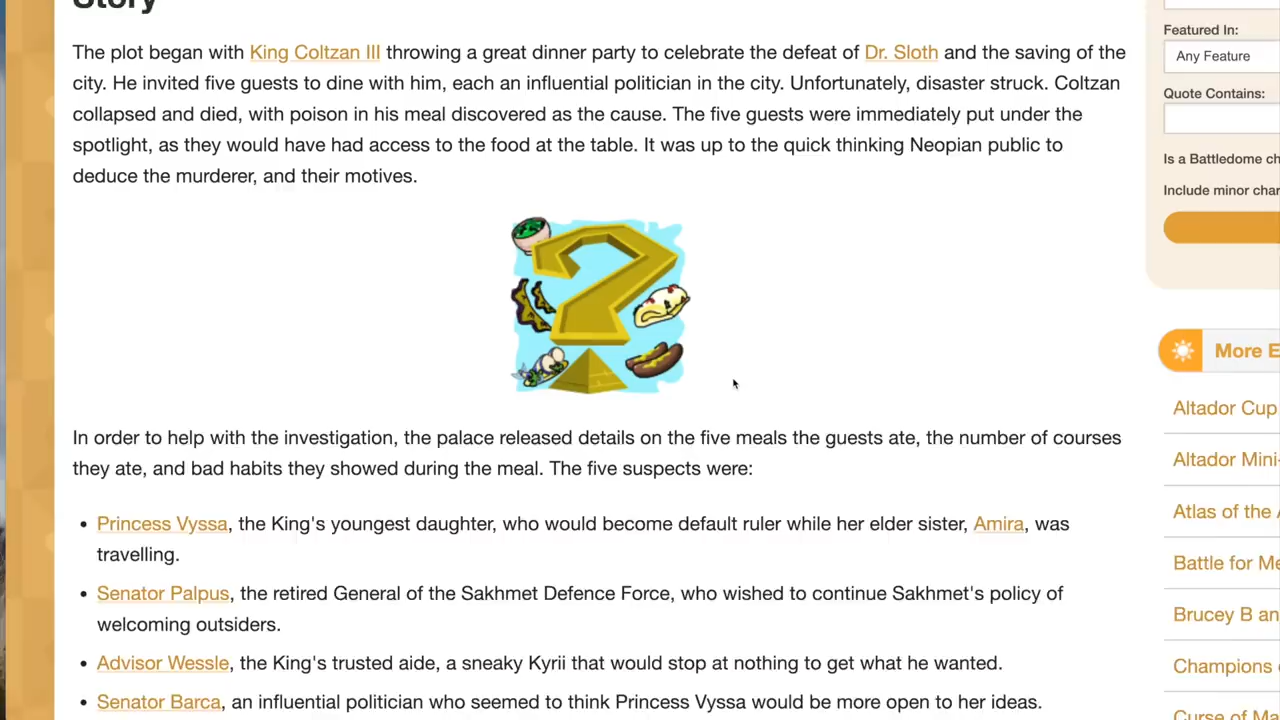 Story
The plot began with King Coltzan III throwing a great dinner party to celebrate the defeat of Dr. Sloth and the saving of the
city. He invited five guests to dine with him, each an influential politician in the city. Unfortunately, disaster struck. Coltzan
collapsed and died, with poison in his meal discovered as the cause. The five guests were immediately put under the
spotlight, as they would have had access to the food at the table. It was up to the quick thinking Neopian public to
deduce the murderer, and their motives.
In order to help with the investigation, the palace released details on the five meals the guests ate, the number of courses
they ate, and bad habits they showed during the meal. The five suspects were:
• Princess Vyssa, the King's youngest daughter, who would become default ruler while her elder sister, Amira, was
travelling.
• Senator Palpus, the retired General of the Sakhmet Defence Force, who wished to continue Sakhmet's policy of
welcoming outsiders.
• Advisor Wessle, the King's trusted aide, a sneaky Kyrii that would stop at nothing to get what he wanted.
• Senator Barca, an influential politician who seemed to think Princess Vyssa would be more open to her ideas.
Featured In:
Any Feature
Quote Contains:
Is a Battledome ch
Include minor char
More E
Altador Cup
Altador Mini-
Atlas of the
Battle for Me
Brucey B an
Champions
Curse of Ma